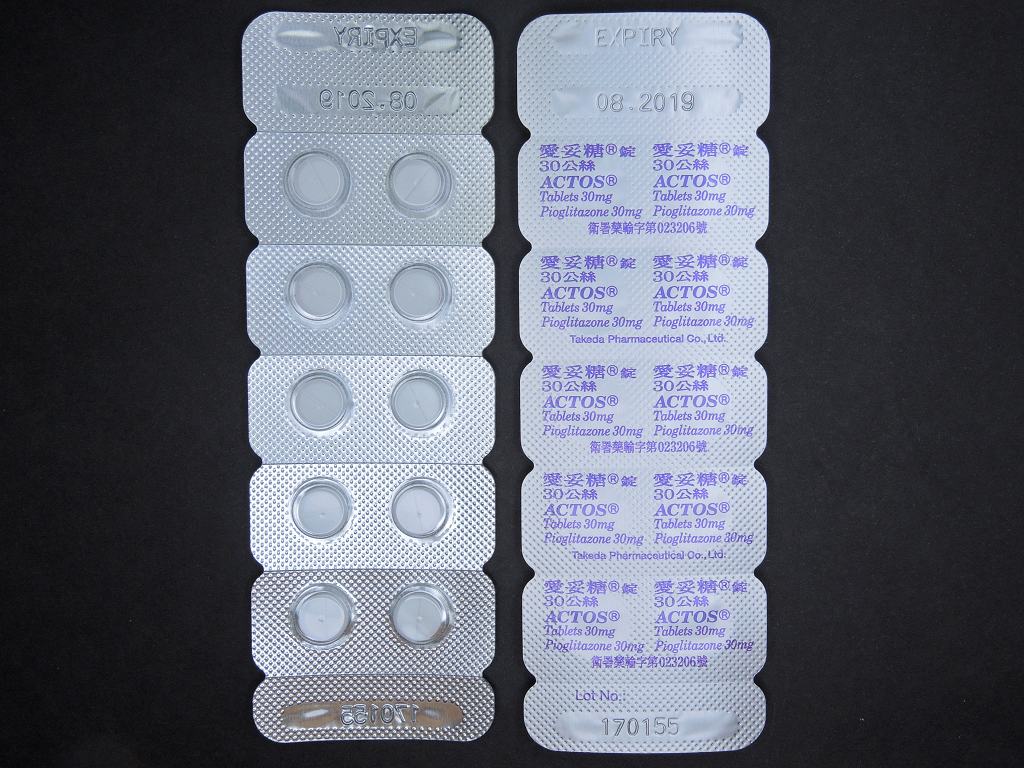 EXPIRY
08.2019
170155
EXPIRY
08.2019
愛妥糖®錠 愛妥糖®錠
30公絲 30公絲
ACTOS® ACTOS®
Tablets 30mg Tablets 30mg
Pioglitazone 30mg Pioglitazone 30mg
衛署藥輸字第023206號
愛妥糖®錠 愛妥糖®錠
30公絲 30公絲
ACTOS® ACTOS®
Tablets 30mg Tablets 30mg
Pioglitazone 30mg Pioglitazone 30mg
Takeda Pharmaceutical Co.,Ltd.
愛妥糖®錠 愛妥糖®錠
30公絲 30公絲
ACTOS® ACTOS®
Tablets 30mg Tablets 30mg
Pioglitazone 30mg Pioglitazone 30mg
衛署藥輸字第023206號
愛妥糖®錠 愛妥糖®錠
30公絲 30公絲
ACTOS® ACTOS®
Tablets 30mg Tablets 30mg
Pioglitazone 30mg Pioglitazone 30mg
Takeda Pharmaceutical Co.,Ltd.
愛妥糖®錠 愛妥糖®錠
30公絲 30公絲
ACTOS® ACTOS®
Tablets 30mg Tablets 30mg
Pioglitazone 30mg Pioglitazone 30mg
衛署藥輸字第023206號
Lot No.:
170155